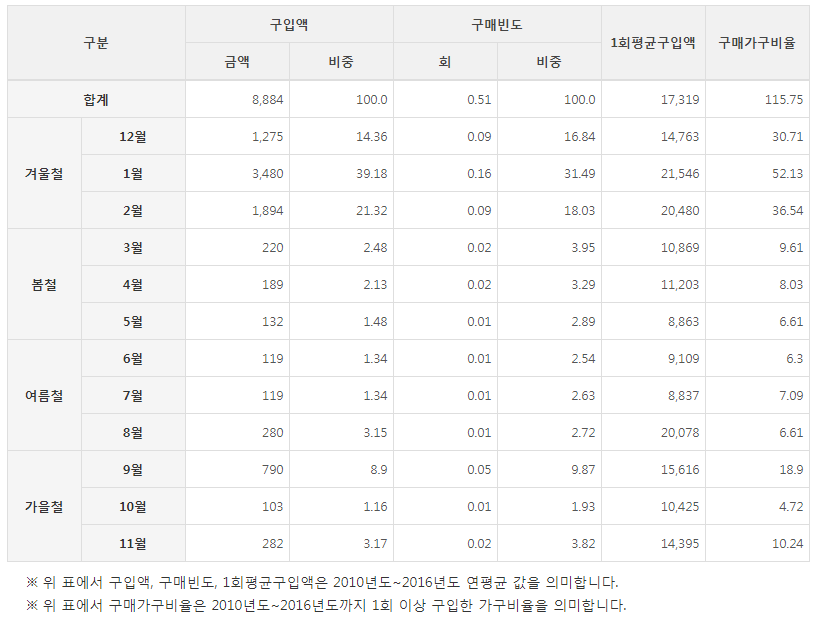 구분 구입액 구매빈도 1회평균구입액 구매가구비율
금액 비중 회 비중
합계 8,884 100.0 0.51 100.0 17,319 115.75
겨울철 12월 1,275 14.36 0.09 16.84 14,763 30.71
1월 3,480 39.18 0.16 31.49 21,546 52.13
2월 1,894 21.32 0.09 18.03 20,480 36.54
봄철 3월 220 2.48 0.02 3.95 10,869 9.61
4월 189 2.13 0.02 3.29 11,203 8.03
5월 132 1.48 0.01 2.89 8,863 6.61
여름철 6월 119 1.34 0.01 2.54 9,109 6.3
7월 119 1.34 0.01 2.63 8,837 7.09
8월 280 3.15 0.01 2.72 20,078 6.61
가을철 9월 790 8.9 0.05 9.87 15,616 18.9
10월 103 1.16 0.01 1.93 10,425 4.72
11월 282 3.17 0.02 3.82 14,395 10.24
※ 위 표에서 구입액, 구매빈도, 1회평균구입액은 2010년도~2016년도 연평균 값을 의미합니다.
※ 위 표에서 구매가구비율은 2010년도~2016년도까지 1회 이상 구입한 가구비율을 의미합니다.